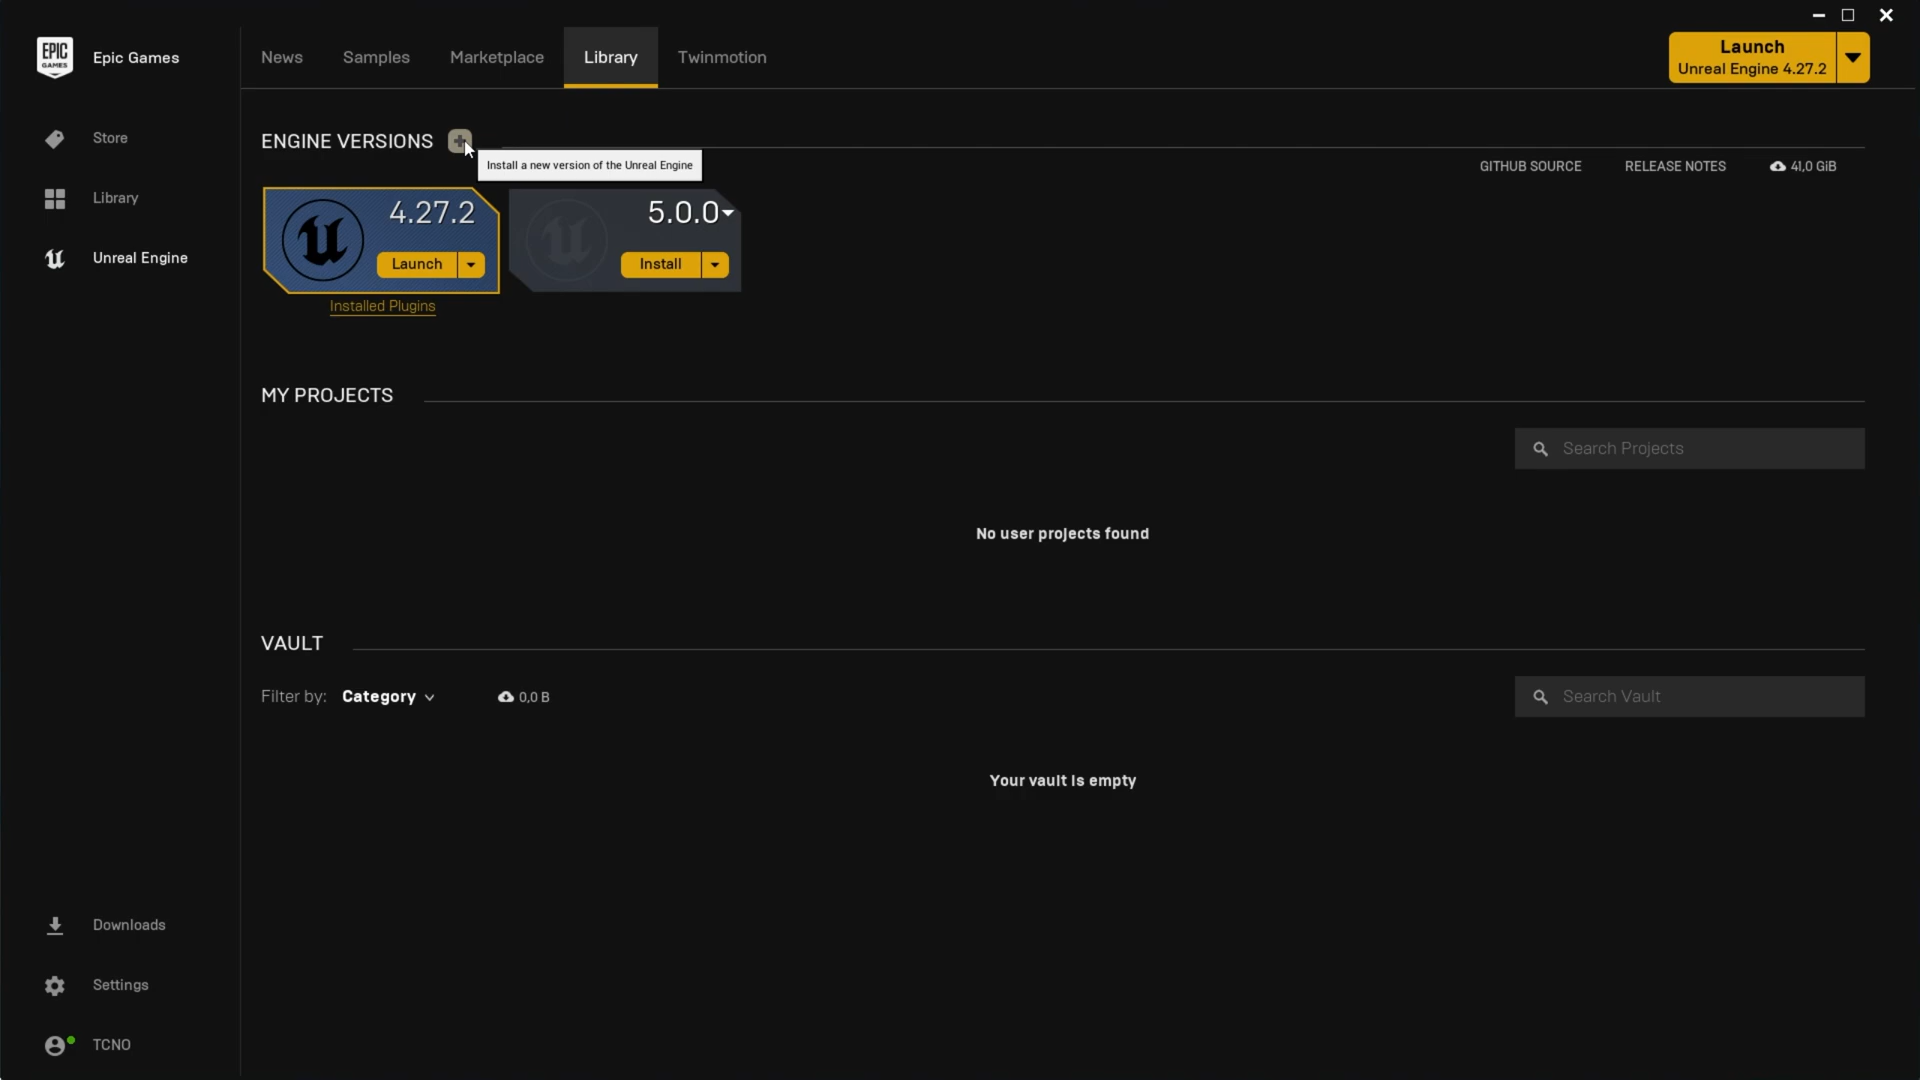 EPIC GAMES
Epic Games
News
Samples
Marketplace
Library
Twinmotion
Launch
Unreal Engine 4.27.2
Store
Library
Unreal Engine
ENGINE VERSIONS
Install a new version of the Unreal Engine
GITHUB SOURCE
RELEASE NOTES
41,0 GiB
4.27.2
Launch
Installed Plugins
5.0.0
Install
MY PROJECTS
Search Projects
No user projects found
VAULT
Filter by: Category
0,0 B
Search Vault
Your vault is empty
Downloads
Settings
TCNO